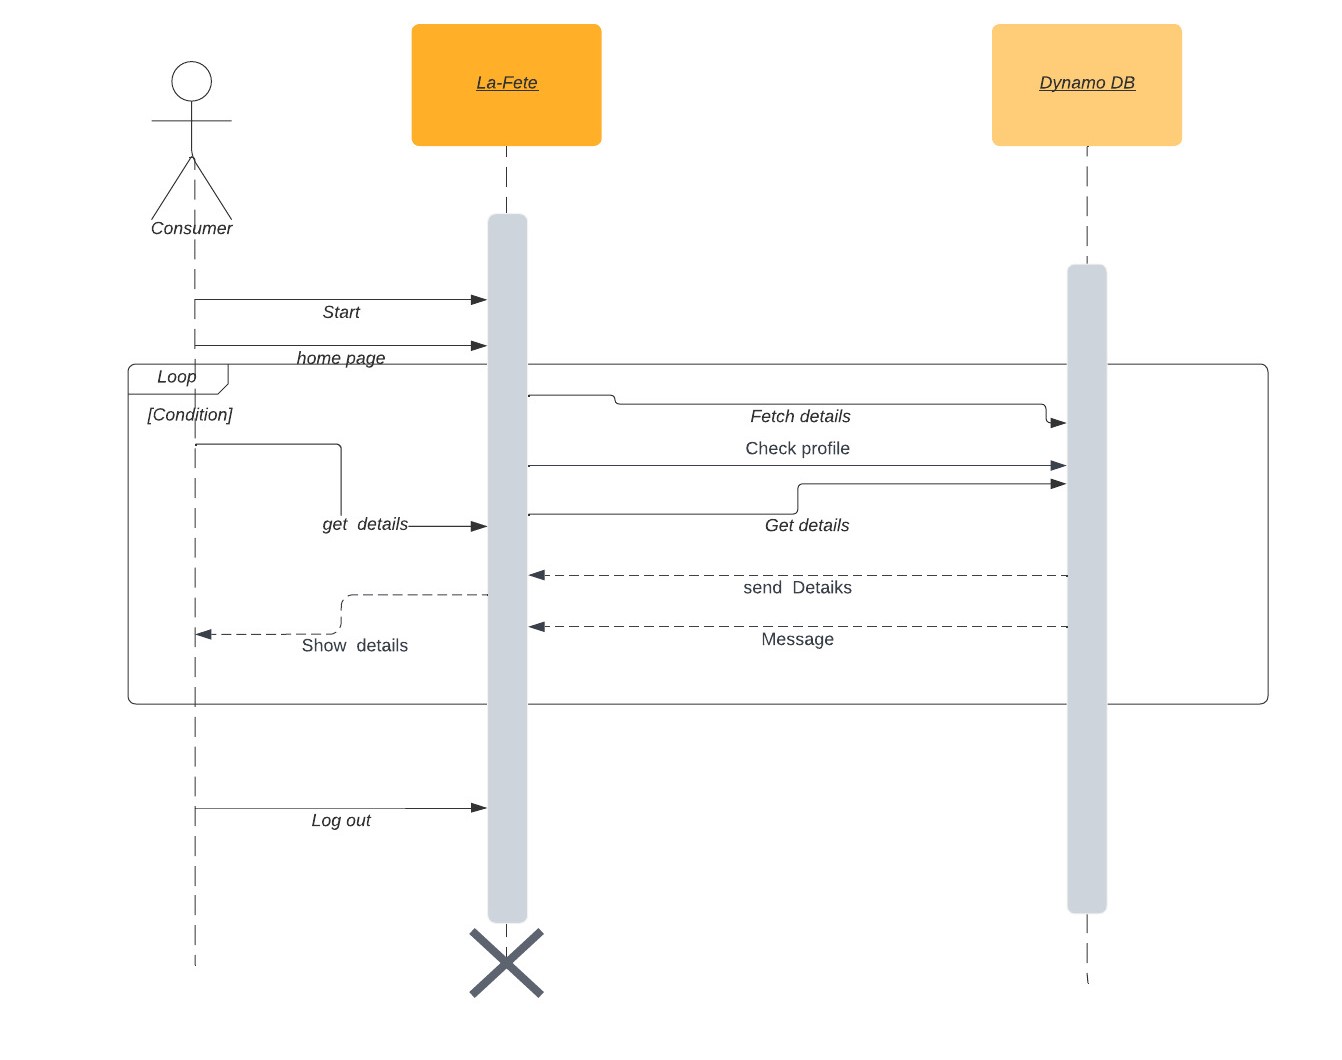 La-Fete
Dynamo DB
Consumer
Start
home page
Loop
[Condition]
Fetch details
Check profile
get  details
Get details
send  Detaiks
Show  details
Message
Log out